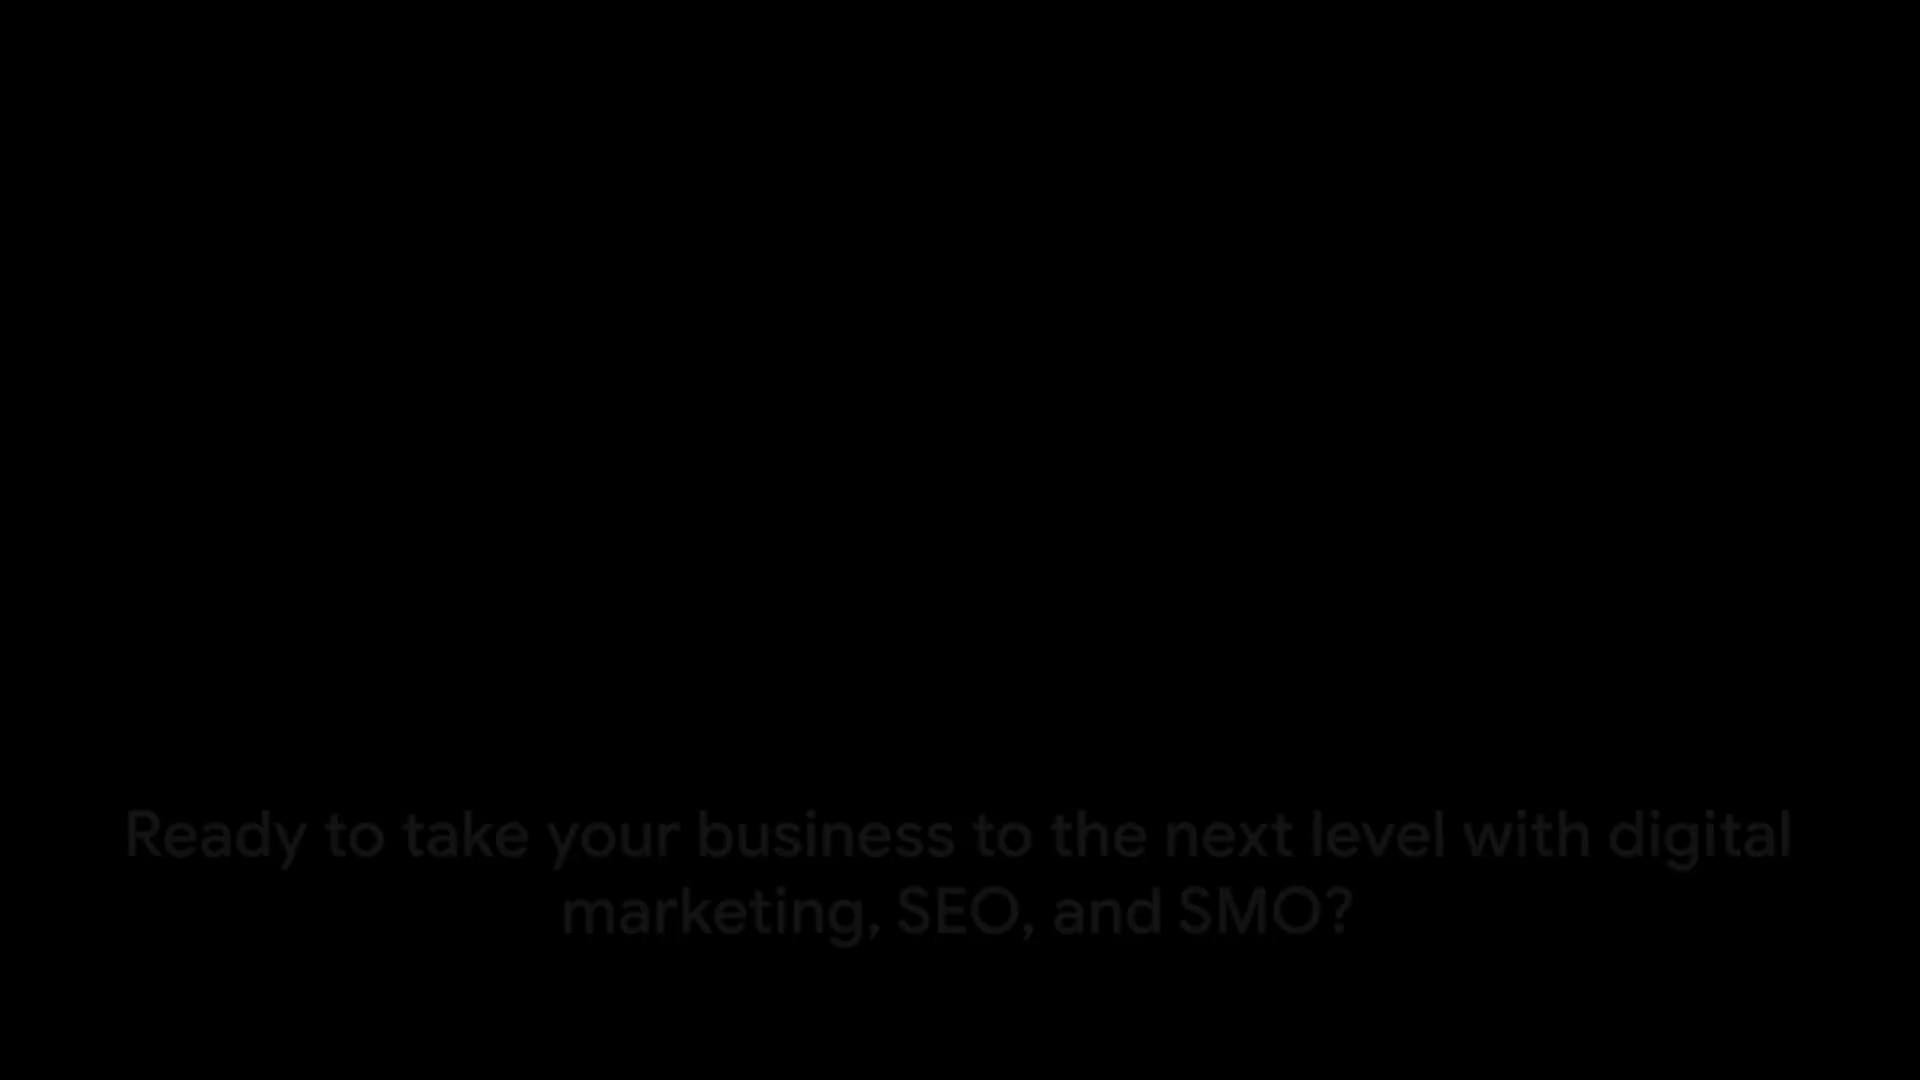 Ready to take your business to the next level with digital
marketing, SEO, and SMO?